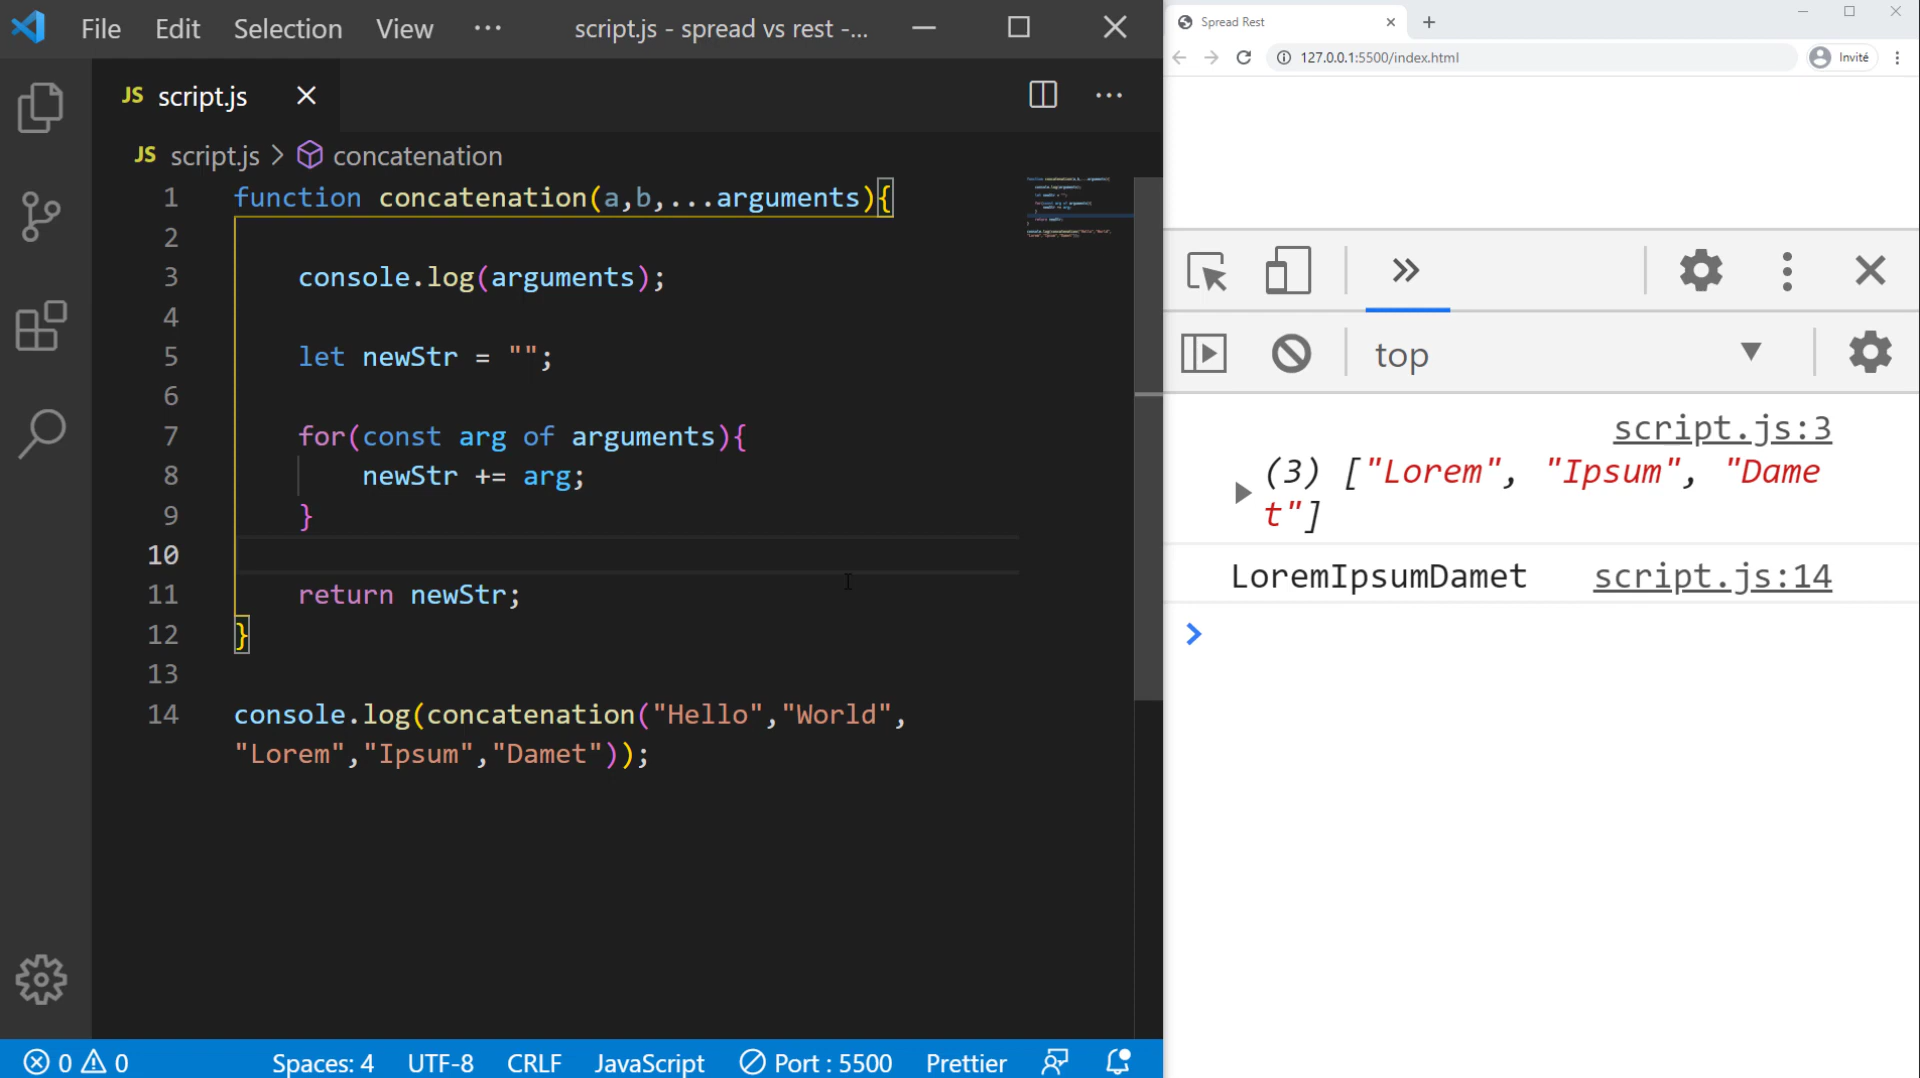 File Edit Selection View ··· script.js - spread vs rest -...
JS script.js
JS script.js > concatenation
1 function concatenation(a,b,...arguments){
2
3 console.log(arguments);
4
5 let newStr = "";
6
7 for(const arg of arguments){
8 newStr += arg;
9 }
10
11 return newStr;
12 }
13
14 console.log(concatenation("Hello","World",
"Lorem","Ipsum","Damet"));
0 0 Spaces: 4 UTF-8 CRLF JavaScript Port : 5500 Prettier
Spread Rest
127.0.0.1:5500/index.html Invité
top
script.js:3
(3) ["Lorem", "Ipsum", "Dame
t"]
LoremIpsumDamet script.js:14